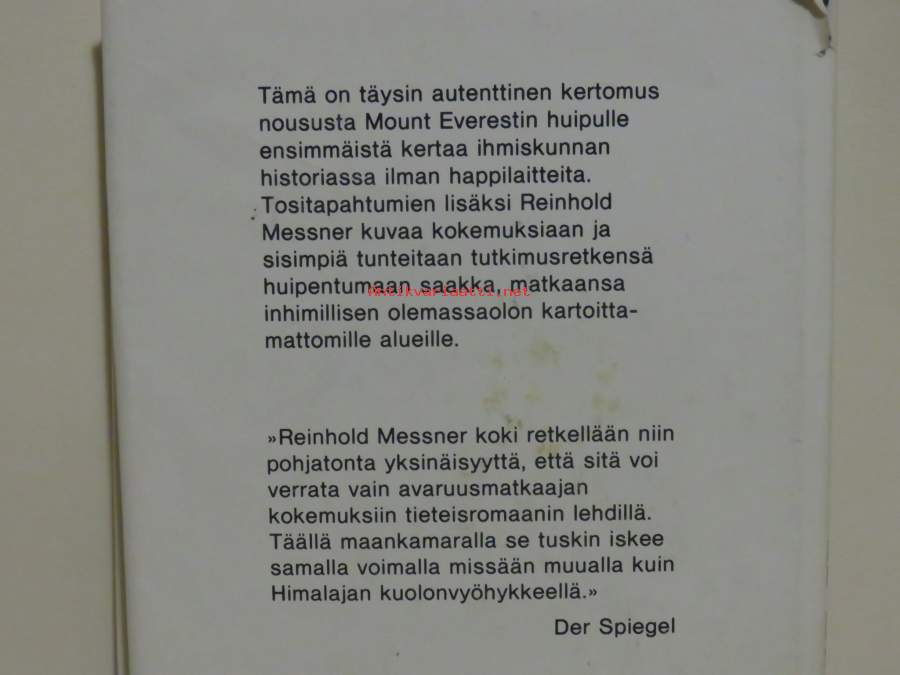 Tämä on täysin autenttinen kertomus
noususta Mount Everestin huipulle
ensimmäistä kertaa ihmiskunnan
historiassa ilman happilaitteita.
Tositapahtumien lisäksi Reinhold
Messner kuvaa kokemuksiaan ja
sisimpiä tunteitaan tutkimusretkensä
huipentumaan saakka, matkaansa
Antikvariaatti.net
inhimillisen olemassaolon kartoitta-
mattomille alueille.
»Reinhold Messner koki retkellään niin
pohjatonta yksinäisyyttä, että sitä voi
verrata vain avaruusmatkaajan
kokemuksiin tieteisromaanin lehdillä.
Täällä maankamaralla se tuskin iskee
samalla voimalla missään muualla kuin
Himalajan kuolonvyöhykkeellä.»
Der Spiegel